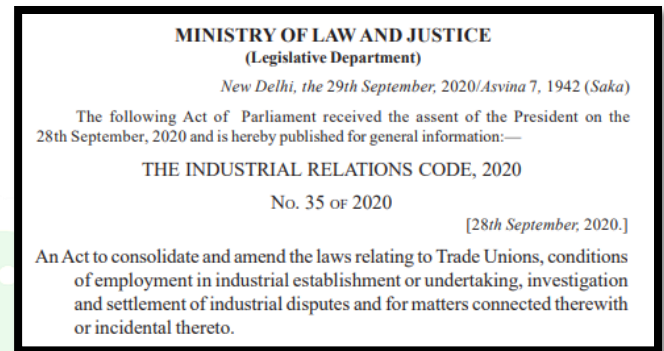 MINISTRY OF LAW AND JUSTICE
(Legislative Department)
New Delhi, the 29th September, 2020/Asvina 7, 1942 (Saka)
The following Act of Parliament received the assent of the President on the
28th September, 2020 and is hereby published for general information:—
THE INDUSTRIAL RELATIONS CODE, 2020
No. 35 OF 2020
[28th September, 2020.]
An Act to consolidate and amend the laws relating to Trade Unions, conditions
of employment in industrial establishment or undertaking, investigation
and settlement of industrial disputes and for matters connected therewith
or incidental thereto.